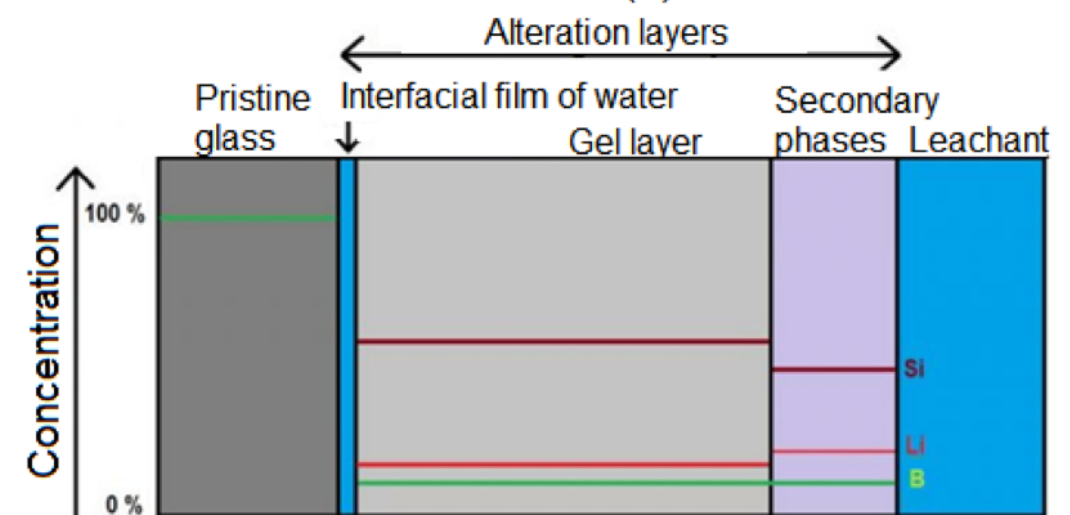 Alteration layers
Pristine glass
Interfacial film of water
Gel layer
Secondary phases
Leachant
Concentration
100 %
0 %
Si
Li
B